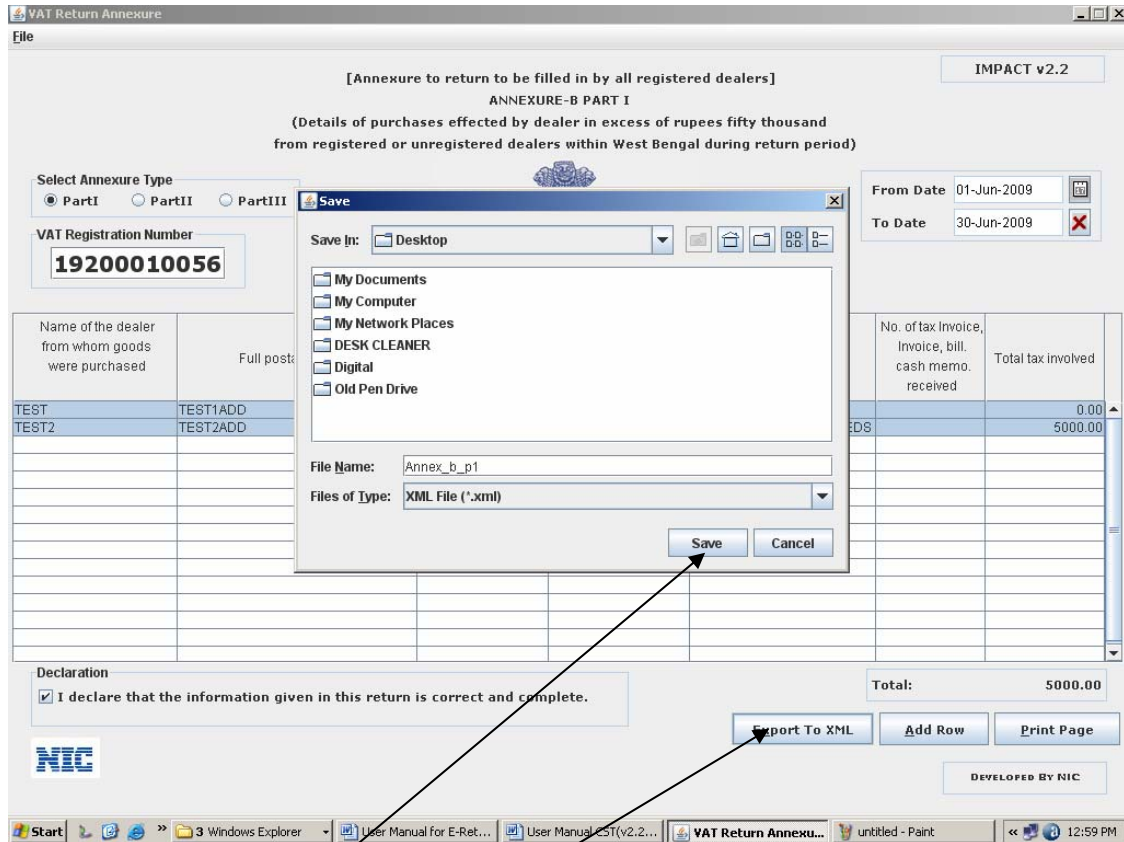 VAT Return Annexure
File
IMPACT v2.2
[Annexure to return to be filled in by all registered dealers]
ANNEXURE-B PART I
(Details of purchases effected by dealer in excess of rupees fifty thousand
from registered or unregistered dealers within West Bengal during return period)
Select Annexure Type
PartI PartII PartIII
VAT Registration Number
19200010056
From Date 01-Jun-2009
To Date 30-Jun-2009
Save
Save In: Desktop
My Documents
My Computer
My Network Places
DESK CLEANER
Digital
Old Pen Drive
File Name: Annex_b_p1
Files of Type: XML File (*.xml)
Save Cancel
Name of the dealer
from whom goods
were purchased
Full posta
No. of tax Invoice,
Invoice, bill.
cash memo.
received
Total tax involved
TEST TEST1ADD 0.00
TEST2 TEST2ADD EDS 5000.00
Declaration
I declare that the information given in this return is correct and complete.
Total: 5000.00
Export To XML Add Row Print Page
NIC
DEVELOPED BY NIC
Start » 3 Windows Explorer User Manual for E-Ret... User Manual CST(v2.2... VAT Return Annexu... untitled - Paint « 12:59 PM